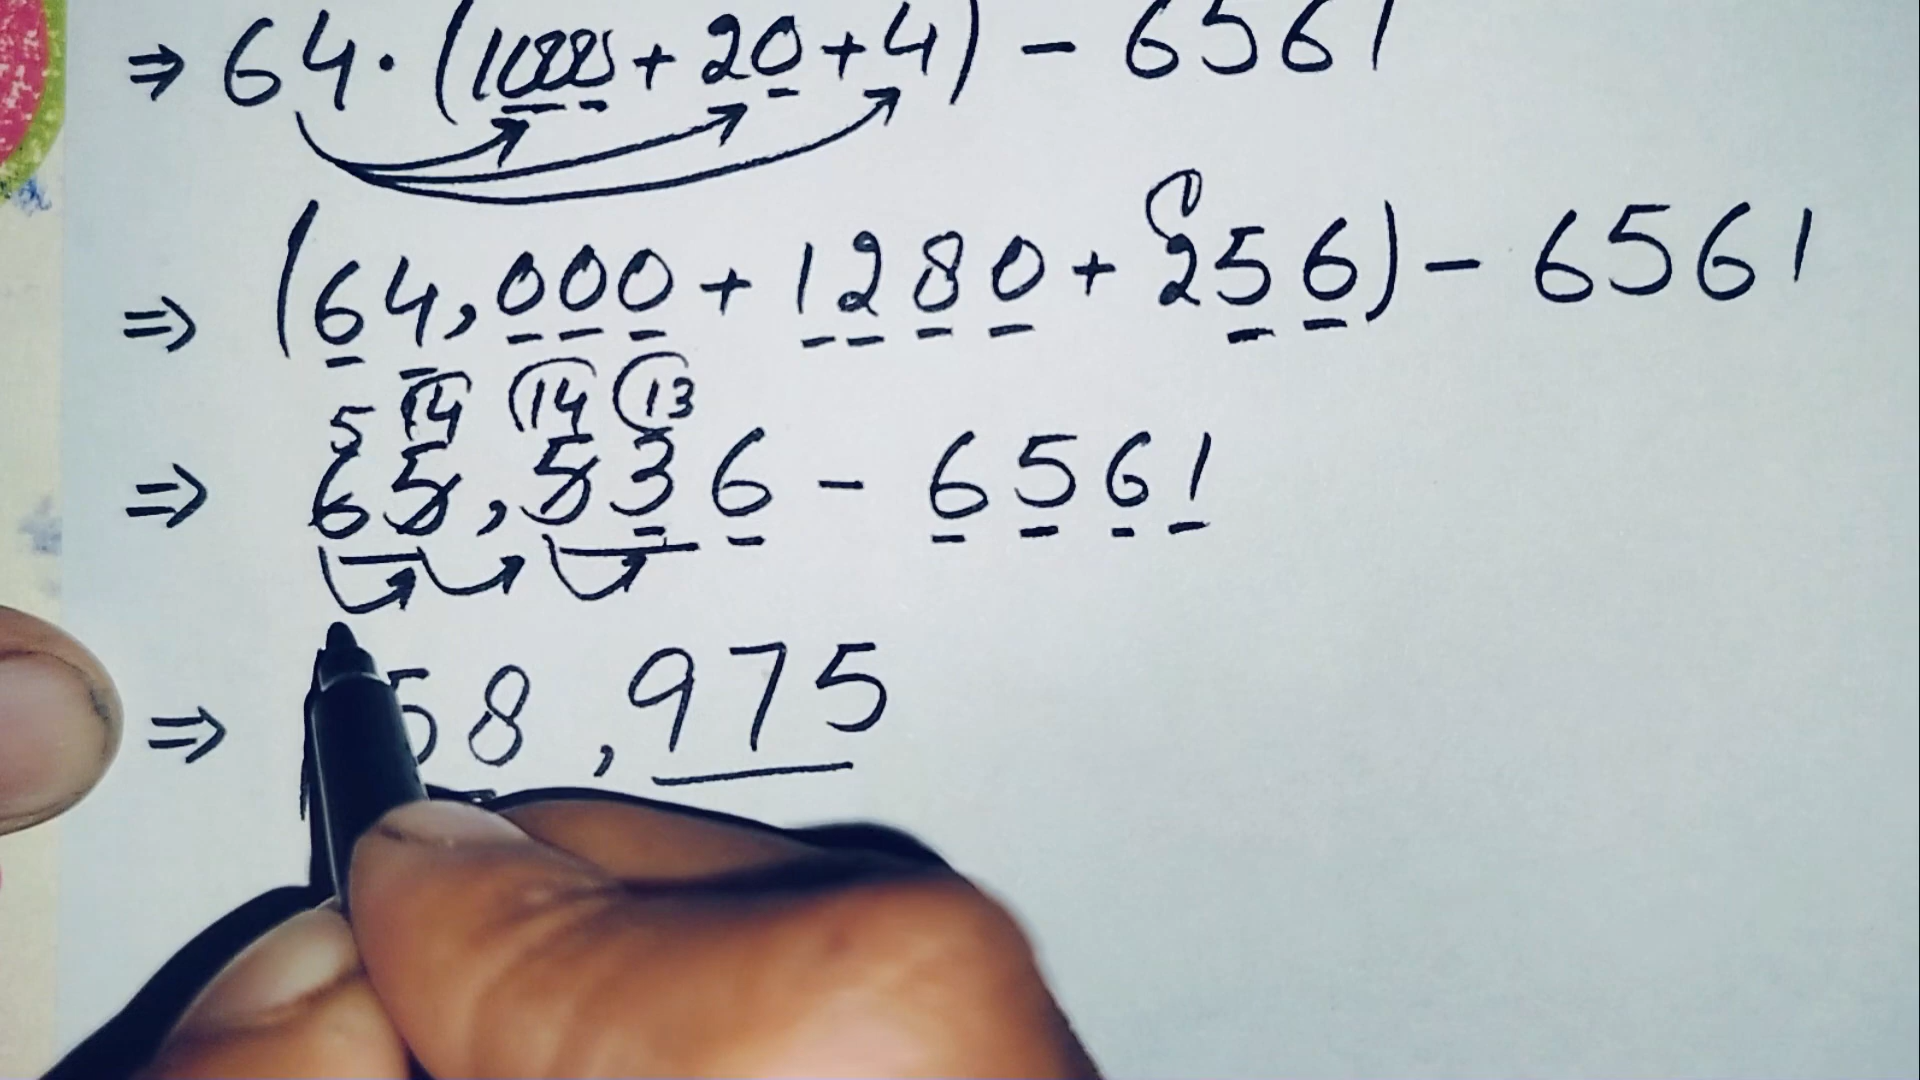 ⇒ 64·(1000+20+4) - 6561
⇒ (64,000+1280+256) - 6561
5 14 14 13
⇒ 65,536 - 6561
⇒ 58,975